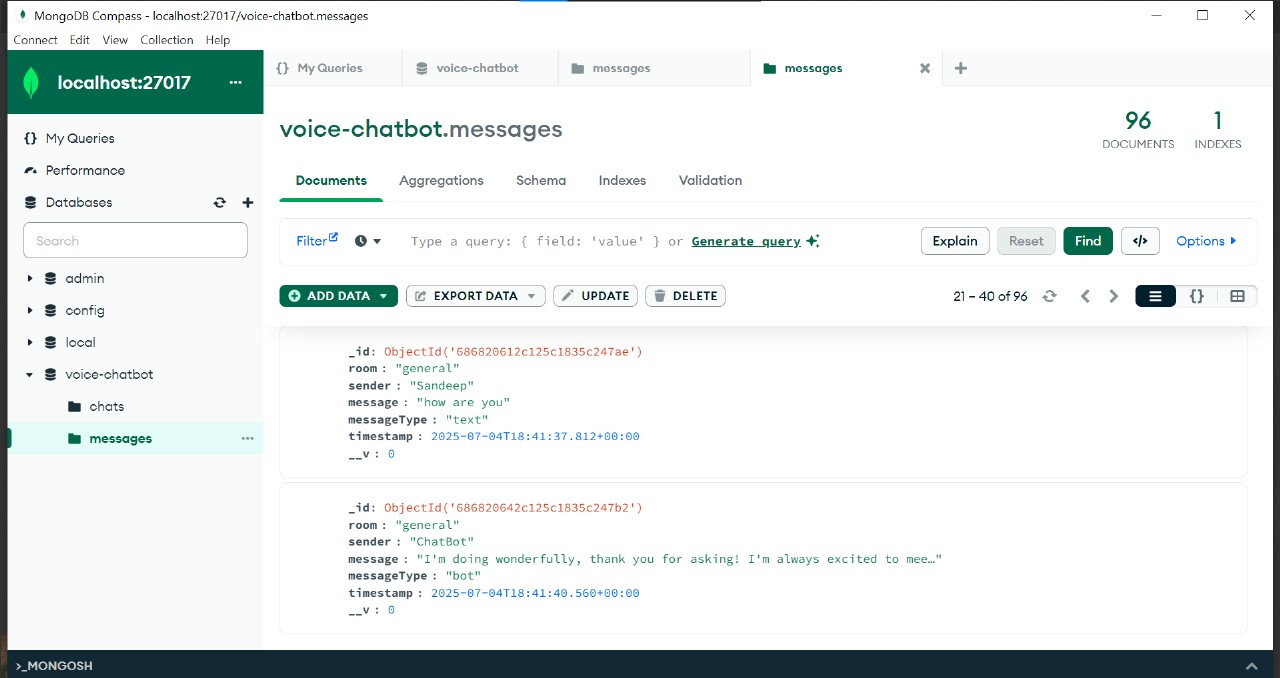 MongoDB Compass - localhost:27017/voice-chatbot.messages
Connect Edit View Collection Help
localhost:27017 ...
{} My Queries
voice-chatbot
messages
messages
My Queries
Performance
Databases
Search
admin
config
local
voice-chatbot
chats
messages
voice-chatbot.messages
96
DOCUMENTS
1
INDEXES
Documents Aggregations Schema Indexes Validation
Filter Type a query: { field: 'value' } or Generate query Explain Reset Find </> Options
ADD DATA EXPORT DATA UPDATE DELETE 21 – 40 of 96 {}
_id: ObjectId('686820612c125c1835c247ae')
room : "general"
sender : "Sandeep"
message : "how are you"
messageType : "text"
timestamp : 2025-07-04T18:41:37.812+00:00
__v : 0
_id: ObjectId('686820642c125c1835c247b2')
room : "general"
sender : "ChatBot"
message : "I'm doing wonderfully, thank you for asking! I'm always excited to mee…"
messageType : "bot"
timestamp : 2025-07-04T18:41:40.560+00:00
__v : 0
>_MONGOSH